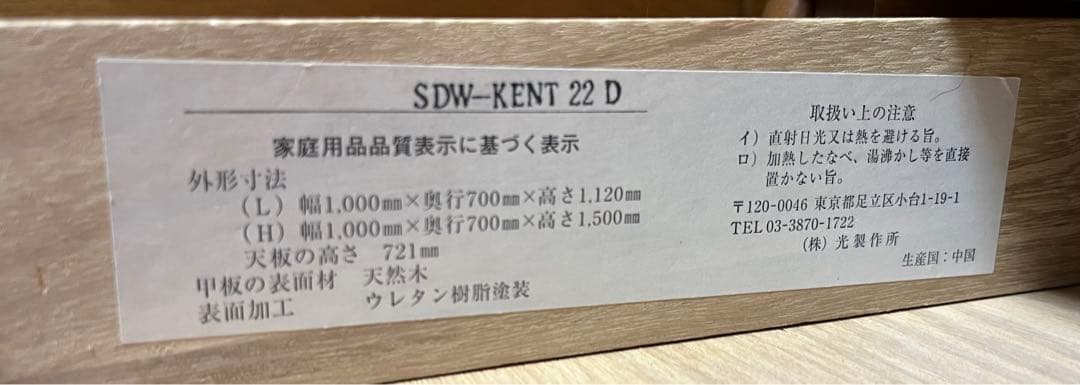 SDW-KENT 22 D
家庭用品品質表示に基づく表示
外形寸法
(L) 幅1,000㎜×奥行700㎜×高さ1,120㎜
(H) 幅1,000㎜×奥行700㎜×高さ1,500㎜
天板の高さ 721㎜
甲板の表面材 天然木
表面加工 ウレタン樹脂塗装
取扱い上の注意
イ) 直射日光又は熱を避ける旨。
ロ) 加熱したなべ、湯沸かし等を直接
置かない旨。
〒120-0046 東京都足立区小台1-19-1
TEL 03-3870-1722
(株) 光製作所
生産国：中国